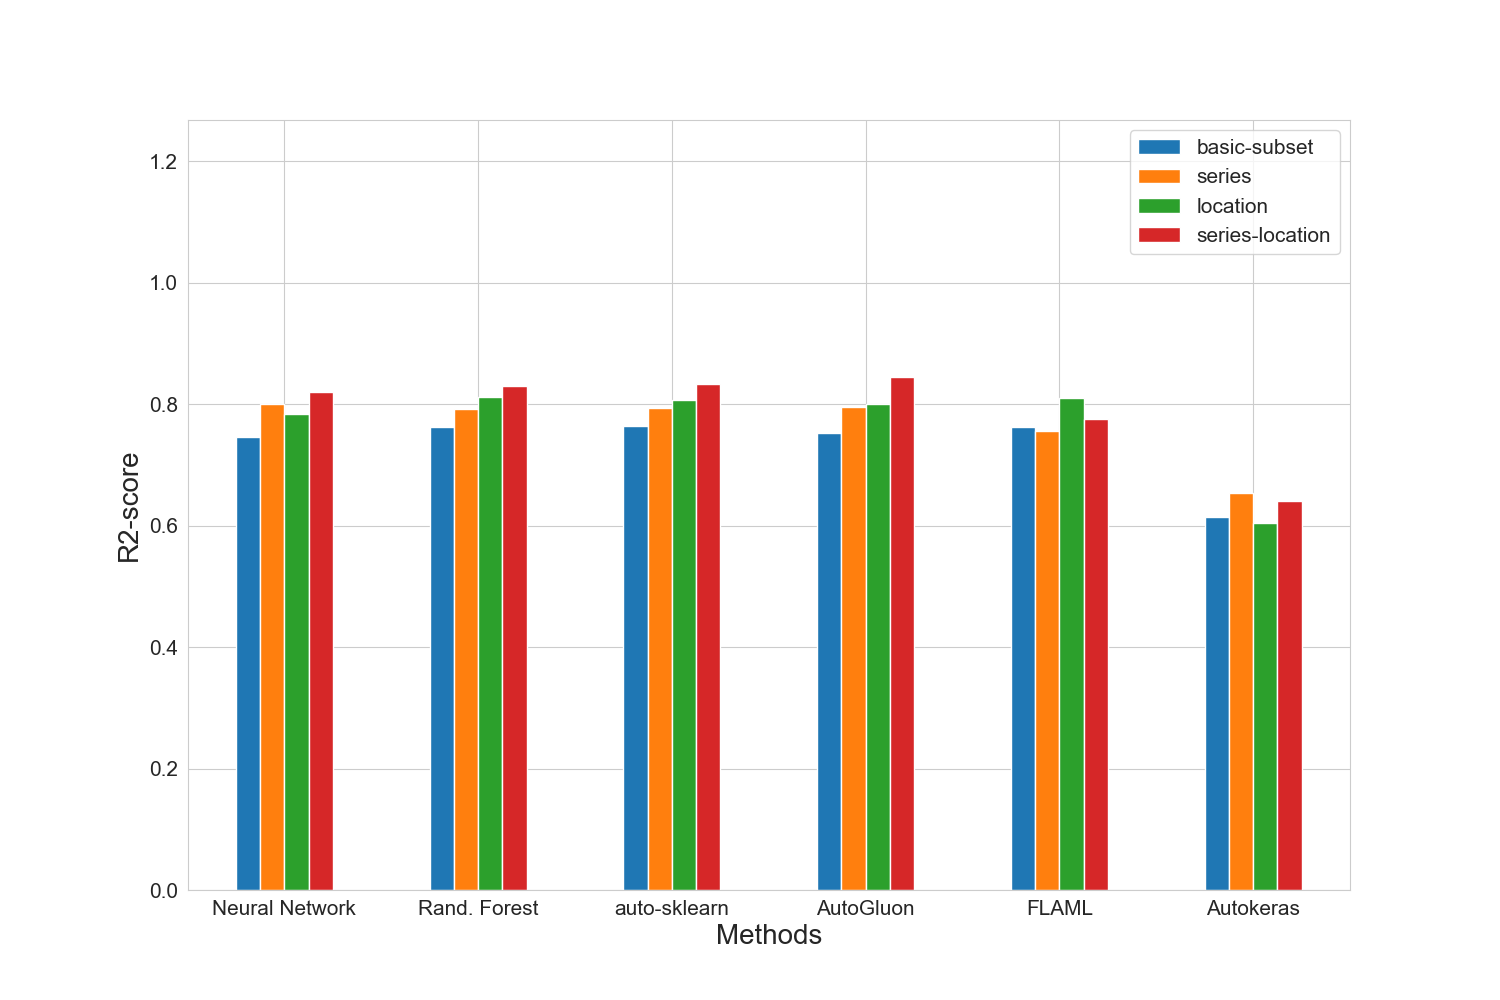 basic-subset
series
location
series-location
1.2
1.0
0.8
0.6
0.4
0.2
0.0
R2-score
Neural Network Rand. Forest auto-sklearn AutoGluon FLAML Autokeras
Methods